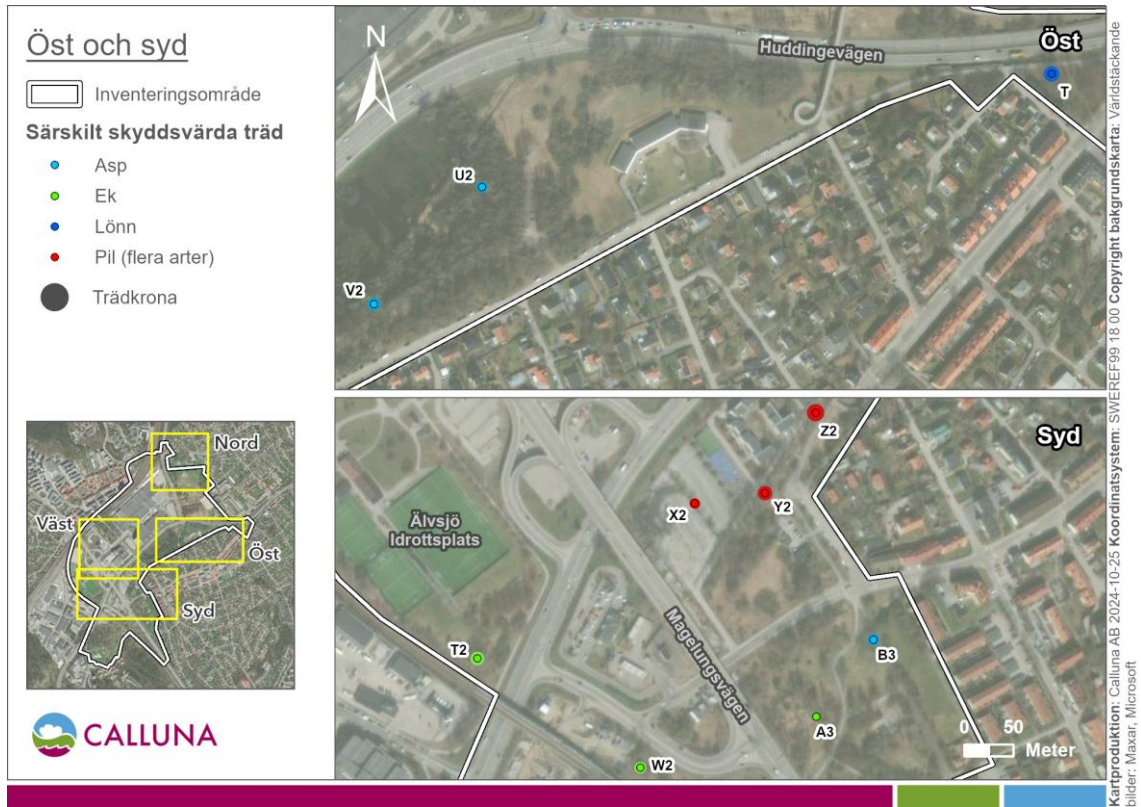 Öst och syd
Inventeringsområde
Särskilt skyddsvärda träd
Asp
Ek
Lönn
Pil (flera arter)
Trädkrona
Nord
Väst
Öst
Syd
CALLUNA
N
Huddingevägen
Öst
T
U2
V2
Syd
Z2
Y2
X2
Älvsjö
Idrottsplats
Magelungsvägen
T2
B3
A3
W2
0 50
Meter
Kartproduktion: Calluna AB 2024-10-25 Koordinatsystem: SWEREF99 18 00 Copyright bakgrundskarta: Världstäckande
bilder: Maxar, Microsoft